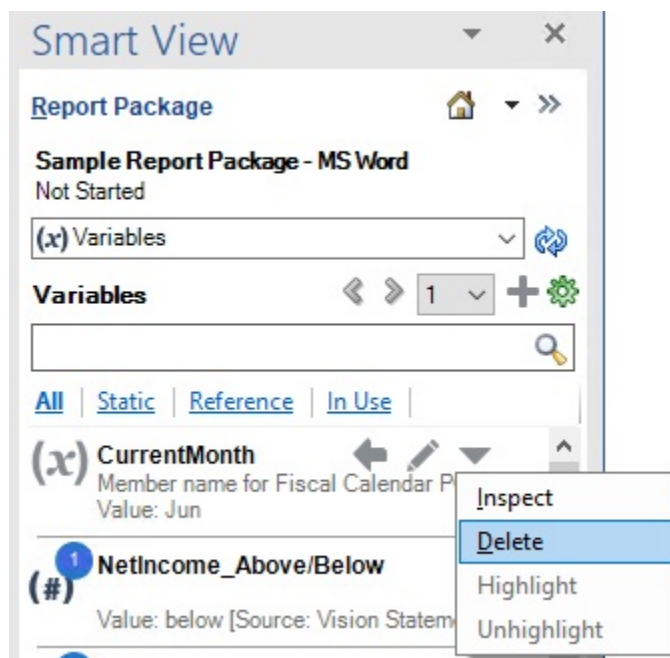 Smart View
Report Package
Sample Report Package - MS Word
Not Started
(x) Variables
Variables
1
All | Static | Reference | In Use |
(x) CurrentMonth
Member name for Fiscal Calendar
Value: Jun
Inspect
Delete
Highlight
Unhighlight
1
(#) NetIncome_Above/Below
Value: below [Source: Vision